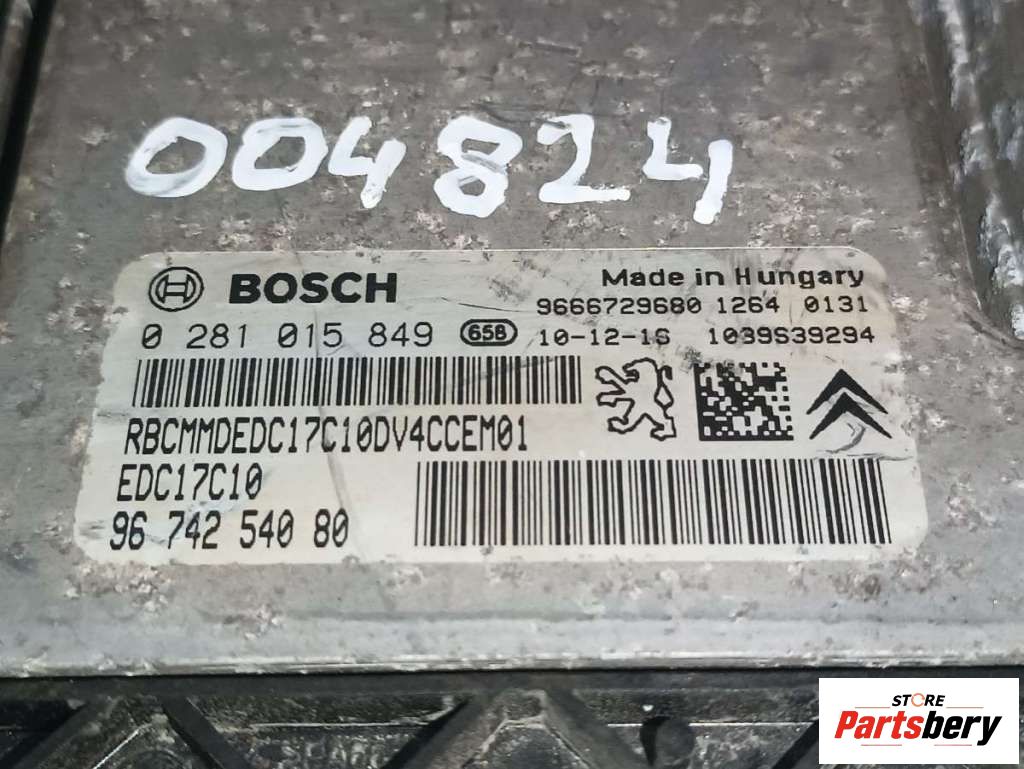 004824
BOSCH
Made in Hungary
9666729680 1264 0131
0 281 015 849 658 10-12-16 1039S39294
RBCMMDEDC17C10DV4CCEM01
EDC17C10
96 742 540 80
STORE
Partsbery